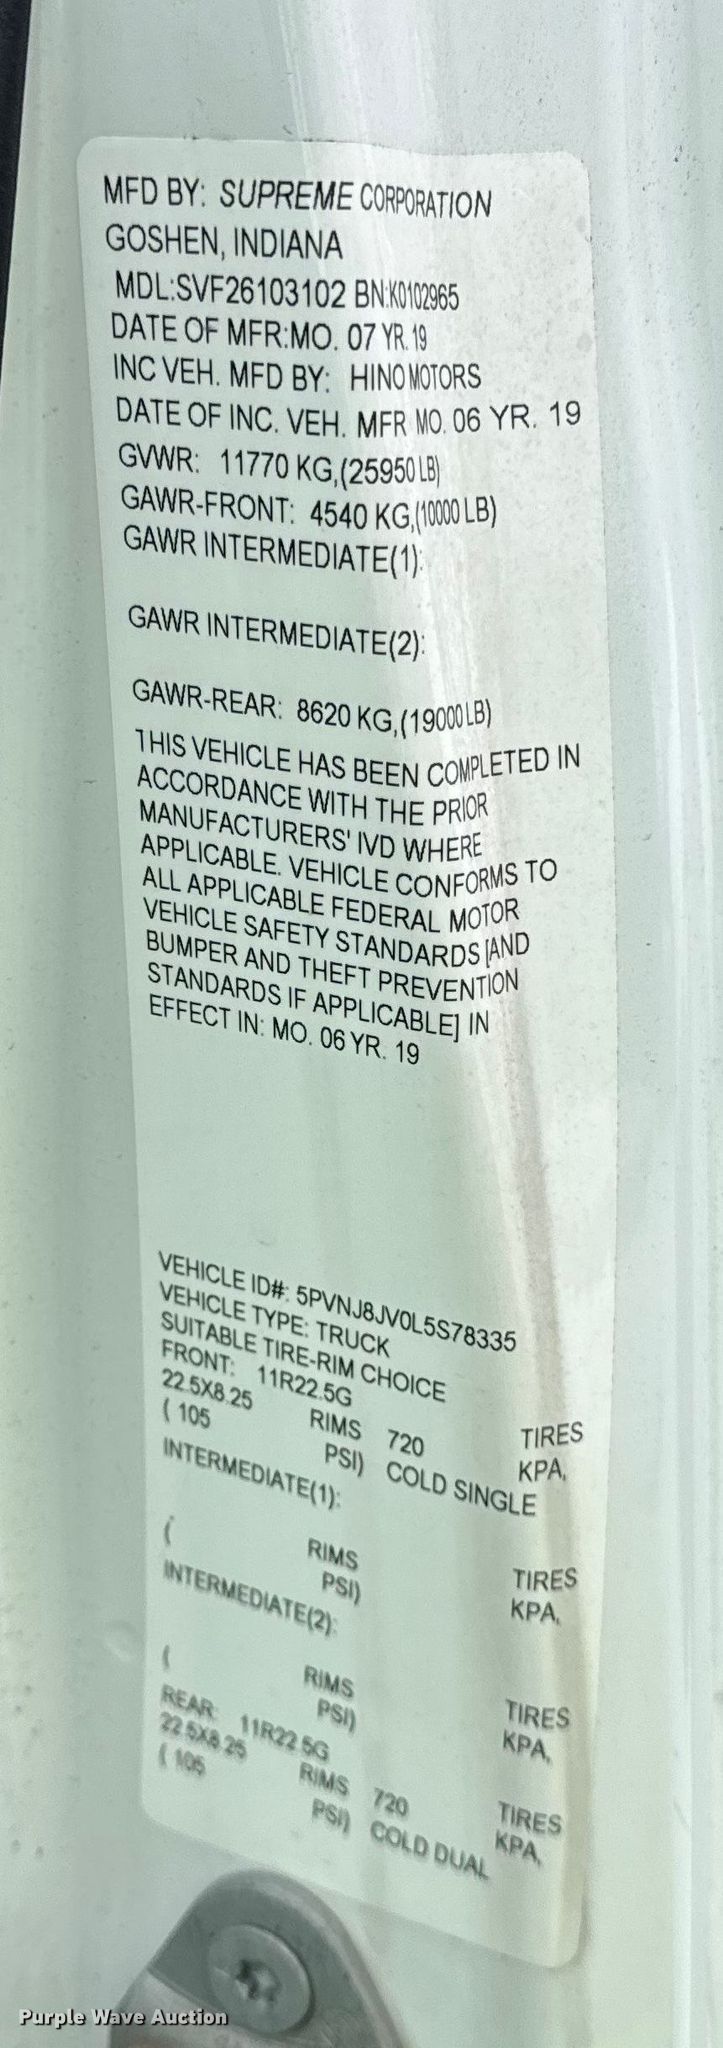 MFD BY: SUPREME CORPORATION
GOSHEN, INDIANA
MDL:SVF26103102 BN:K0102965
DATE OF MFR:MO. 07 YR. 19
INC VEH. MFD BY: HINO MOTORS
DATE OF INC. VEH. MFR MO. 06 YR. 19
GVWR: 11770 KG,(25950 LB)
GAWR-FRONT: 4540 KG,(10000 LB)
GAWR INTERMEDIATE(1):
GAWR INTERMEDIATE(2):
GAWR-REAR: 8620 KG,(19000 LB)
THIS VEHICLE HAS BEEN COMPLETED IN
ACCORDANCE WITH THE PRIOR
MANUFACTURERS' IVD WHERE
APPLICABLE. VEHICLE CONFORMS TO
ALL APPLICABLE FEDERAL MOTOR
VEHICLE SAFETY STANDARDS [AND
BUMPER AND THEFT PREVENTION
STANDARDS IF APPLICABLE] IN
EFFECT IN: MO. 06 YR. 19
VEHICLE ID#: 5PVNJ8JV0L5S78335
VEHICLE TYPE: TRUCK
SUITABLE TIRE-RIM CHOICE
FRONT: 11R22.5G TIRES
22.5X8.25 RIMS 720 KPA,
( 105 PSI) COLD SINGLE
INTERMEDIATE(1):
TIRES
RIMS KPA,
( PSI)
INTERMEDIATE(2):
TIRES
RIMS KPA,
( PSI)
REAR: 11R22.5G TIRES
22.5X8.25 RIMS 720 KPA,
( 105 PSI) COLD DUAL
Purple Wave Auction